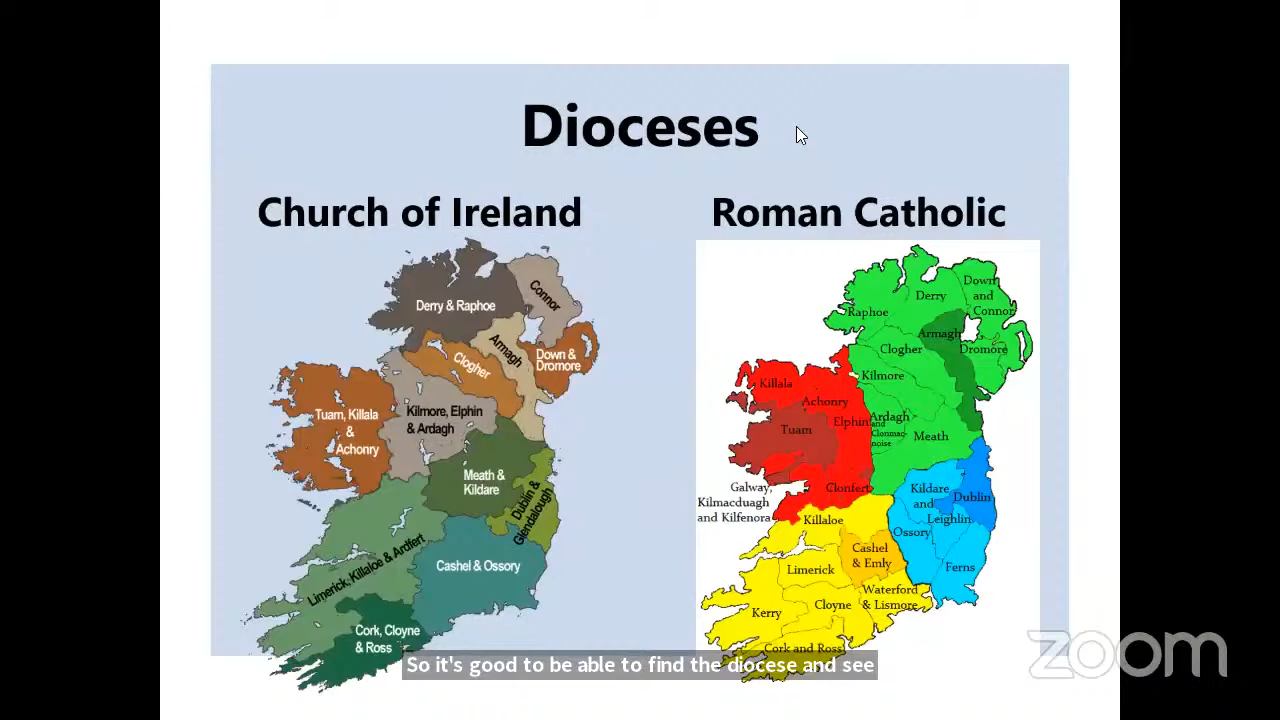 Dioceses
Church of Ireland
Derry & Raphoe
Connor
Armagh
Clogher
Down &
Dromore
Tuam, Killala
&
Achonry
Kilmore, Elphin
& Ardagh
Meath &
Kildare
Dublin &
Glendalough
Limerick, Killaloe & Ardfert
Cashel & Ossory
Cork, Cloyne
& Ross
Roman Catholic
Down
and
Connor
Derry
Raphoe
Armagh
Clogher
Dromore
Kilmore
Killala
Achonry
Elphin
Ardagh
and
Clonmac-
noise
Tuam
Meath
Galway,
Kilmacduagh
and Kilfenora
Clonfert
Kildare
and
Leighlin
Dublin
Killaloe
Ossory
Cashel
& Emly
Limerick
Ferns
Waterford
& Lismore
Cloyne
Kerry
Cork and Ross
So it's good to be able to find the diocese and see
zoom